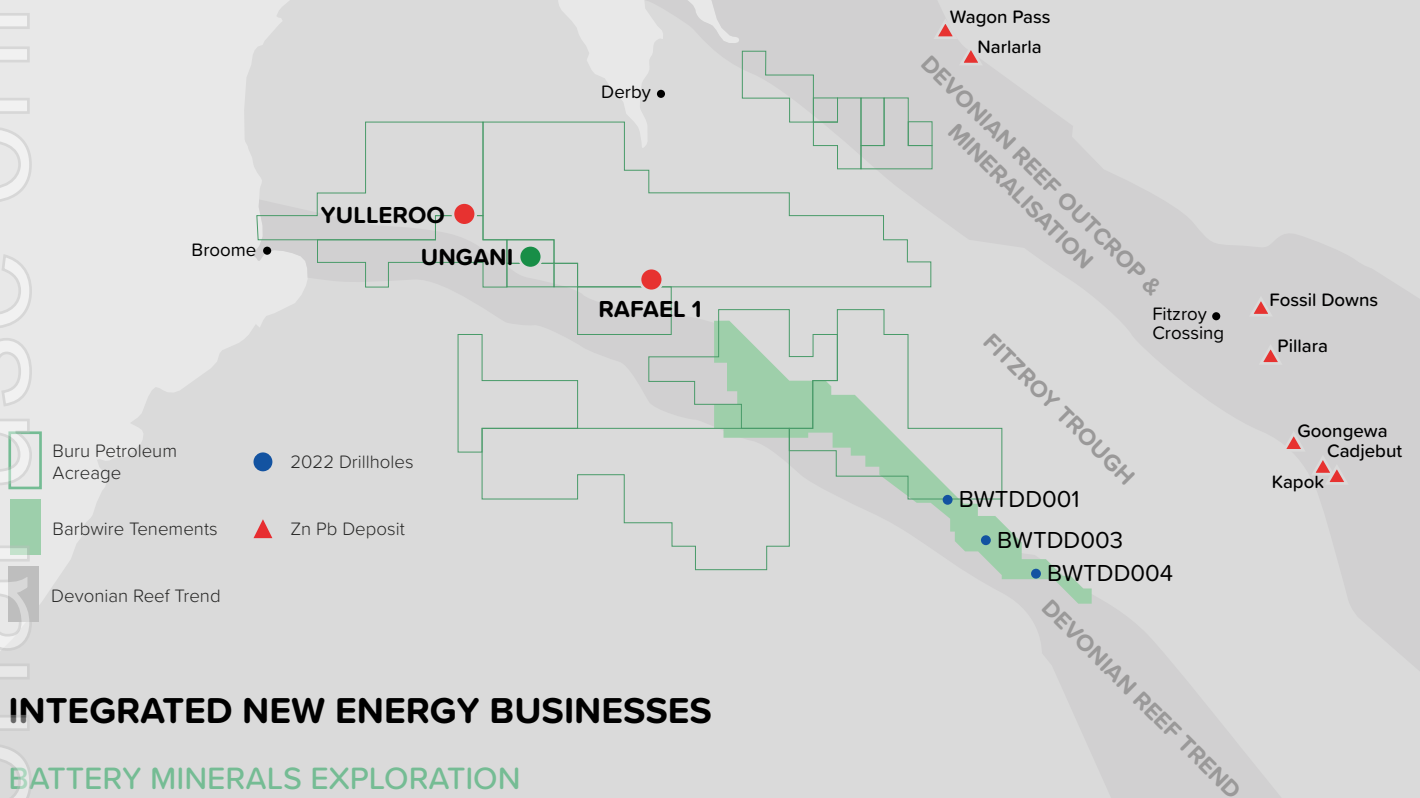 Wagon Pass
Narlarla
Derby
DEVONIAN REEF OUTCROP &
MINERALISATION
YULLEROO
Broome
UNGANI
RAFAEL 1
Fitzroy
Crossing
Fossil Downs
Pillara
FITZROY TROUGH
Goongewa
Cadjebut
Kapok
BWTDD001
BWTDD003
BWTDD004
DEVONIAN REEF TREND
Buru Petroleum
Acreage
2022 Drillholes
Barbwire Tenements
Zn Pb Deposit
Devonian Reef Trend
INTEGRATED NEW ENERGY BUSINESSES
BATTERY MINERALS EXPLORATION